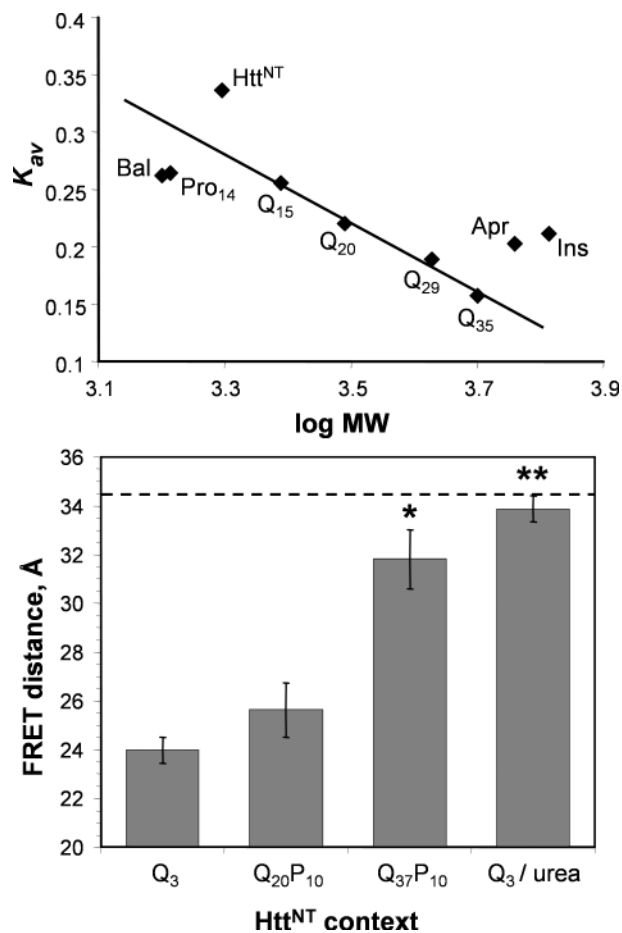 0.4
0.35
0.3
0.25
0.2
0.15
0.1
K_av
Htt^NT
Bal
Pro₁₄
Q₁₅
Q₂₀
Q₂₉
Q₃₅
Apr
Ins
3.1 3.3 3.5 3.7 3.9
log MW
36
34
32
30
28
26
24
22
20
FRET distance, Å
*
**
Q₃ Q₂₀P₁₀ Q₃₇P₁₀ Q₃ / urea
Htt^NT context